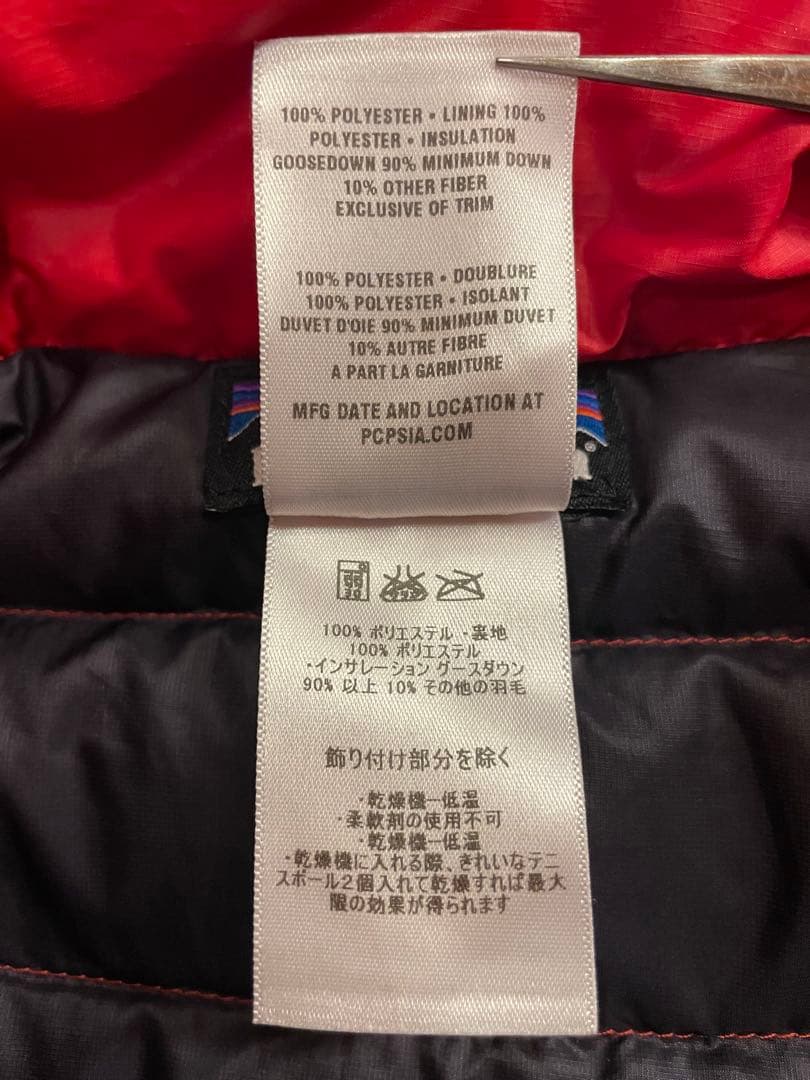 100% POLYESTER • LINING 100%
POLYESTER • INSULATION
GOOSEDOWN 90% MINIMUM DOWN
10% OTHER FIBER
EXCLUSIVE OF TRIM
100% POLYESTER • DOUBLURE
100% POLYESTER • ISOLANT
DUVET D'OIE 90% MINIMUM DUVET
10% AUTRE FIBRE
A PART LA GARNITURE
MFG DATE AND LOCATION AT
PCPSIA.COM
100% ポリエステル ・裏地
100% ポリエステル
・インサレーション グースダウン
90% 以上 10% その他の羽毛
飾り付け部分を除く
・乾燥機ー低温
・柔軟剤の使用不可
・乾燥機ー低温
・乾燥機に入れる際、きれいなテニ
スボール2個入れて乾燥すれば最大
限の効果が得られます